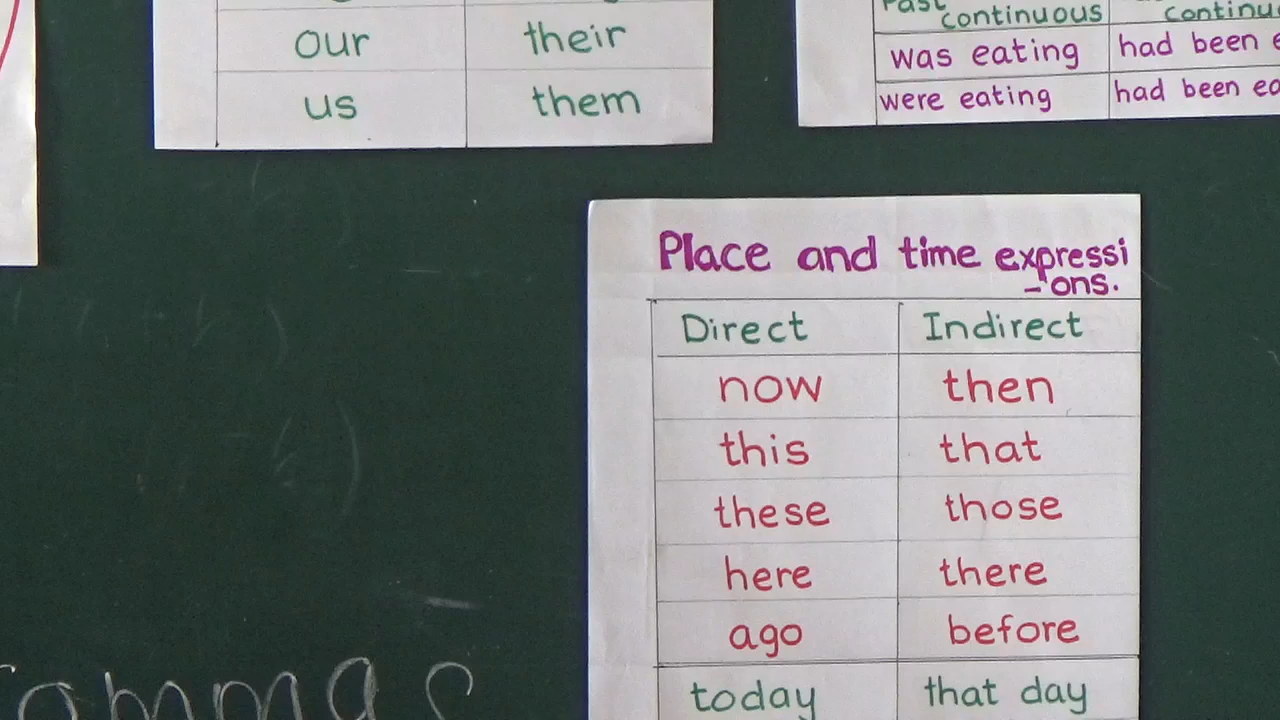 our their
us them
Past continuous
was eating had been
were eating had been
Place and time expressi
-ons.
Direct Indirect
now then
this that
these those
here there
ago before
today that day